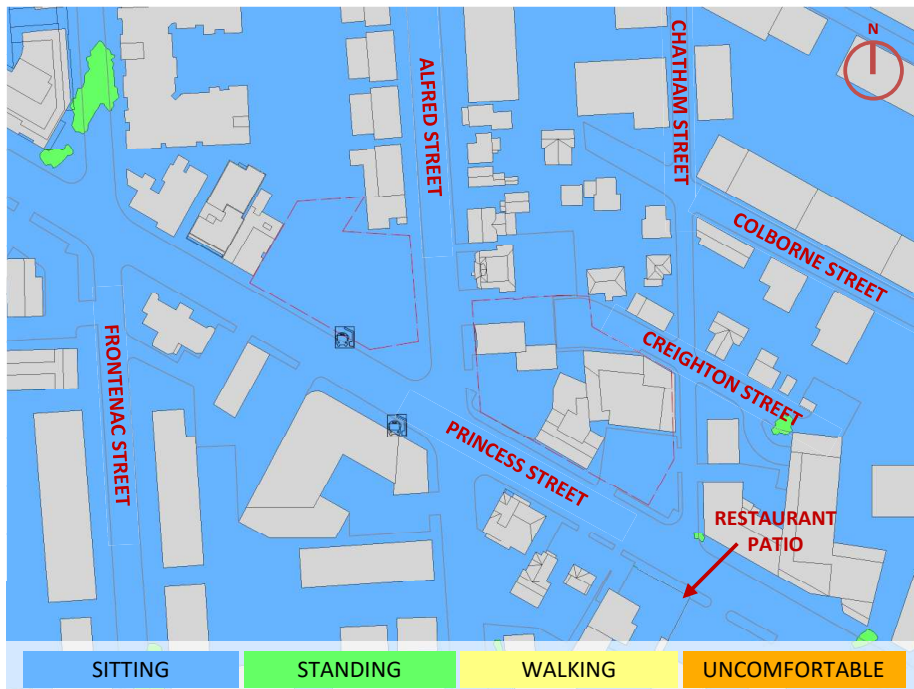 N
ALFRED STREET
CHATHAM STREET
COLBORNE STREET
FRONTENAC STREET
CREIGHTON STREET
PRINCESS STREET
RESTAURANT
PATIO
SITTING
STANDING
WALKING
UNCOMFORTABLE